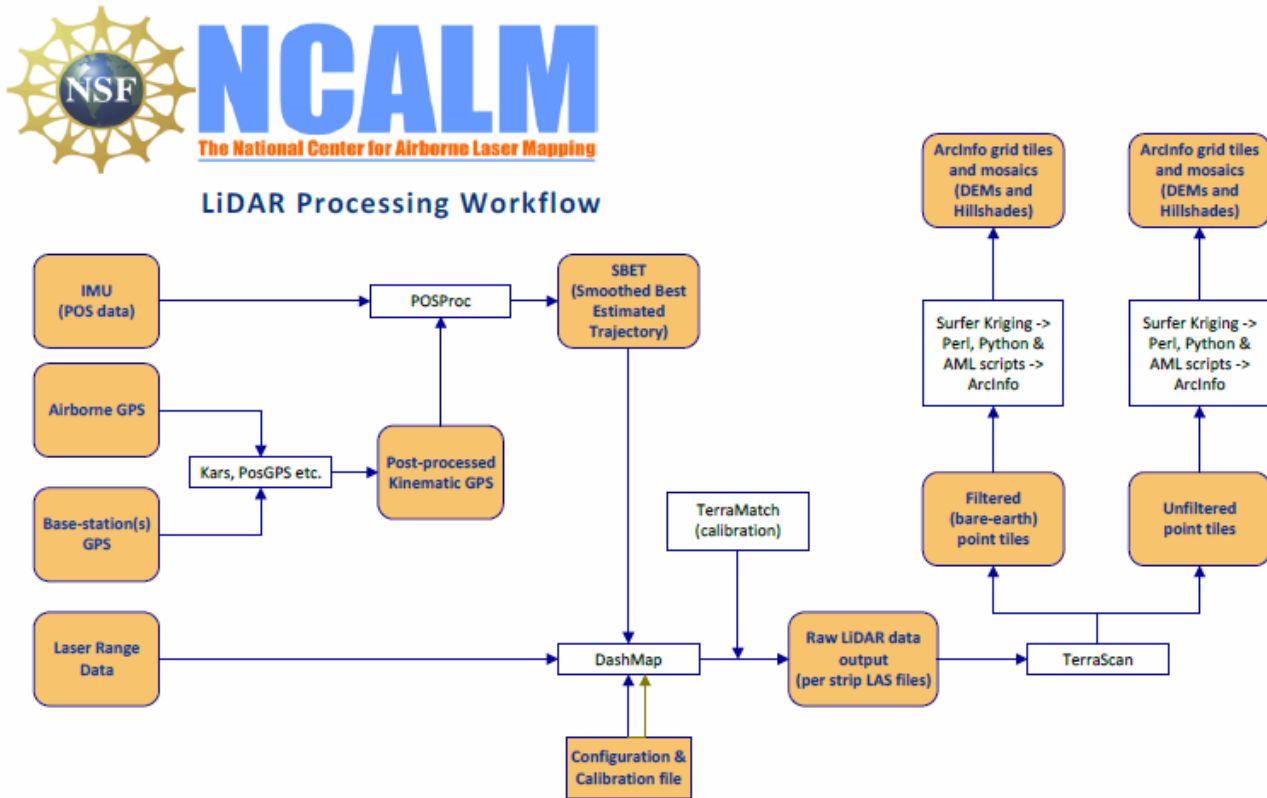 NSF
NCALM
The National Center for Airborne Laser Mapping
LiDAR Processing Workflow
ArcInfo grid tiles
and mosaics
(DEMs and
Hillshades)
ArcInfo grid tiles
and mosaics
(DEMs and
Hillshades)
IMU
(POS data)
POSProc
SBET
(Smoothed Best
Estimated
Trajectory)
Surfer Kriging ->
Perl, Python &
AML scripts ->
ArcInfo
Surfer Kriging ->
Perl, Python &
AML scripts ->
ArcInfo
Airborne GPS
Kars, PosGPS etc.
Post-processed
Kinematic GPS
Base-station(s)
GPS
TerraMatch
(calibration)
Filtered
(bare-earth)
point tiles
Unfiltered
point tiles
Laser Range
Data
DashMap
Raw LiDAR data
output
(per strip LAS files)
TerraScan
Configuration &
Calibration file